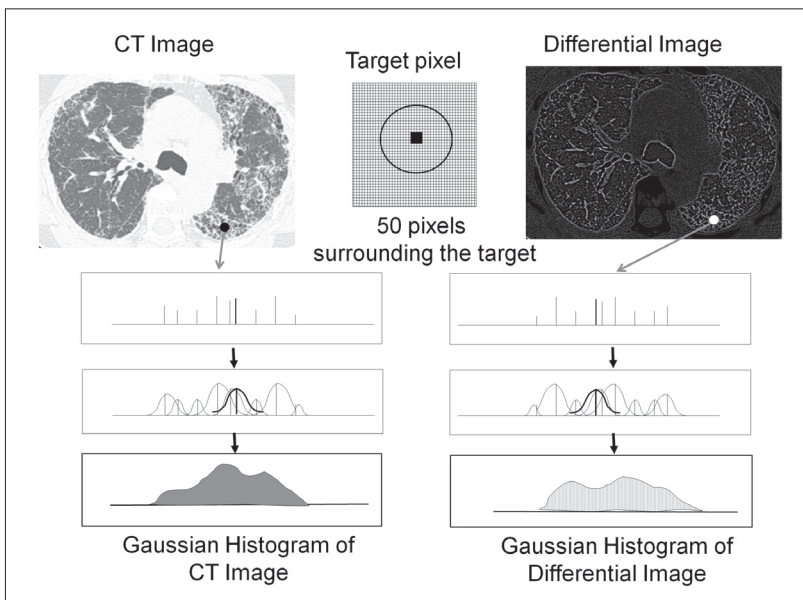 CT Image
Differential Image
Target pixel
50 pixels
surrounding the target
Gaussian Histogram of
CT Image
Gaussian Histogram of
Differential Image